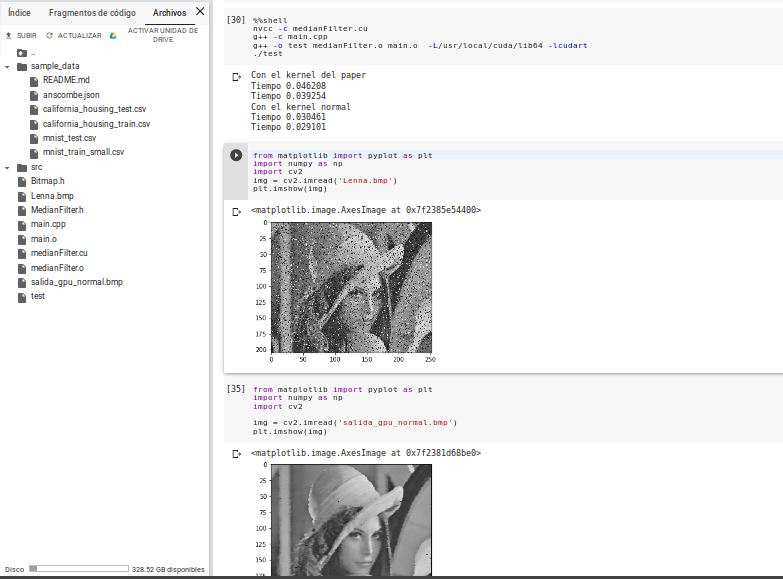 Índice Fragmentos de código Archivos
SUBIR ACTUALIZAR ACTIVAR UNIDAD DE DRIVE
..
sample_data
README.md
anscombe.json
california_housing_test.csv
california_housing_train.csv
mnist_test.csv
mnist_train_small.csv
src
Bitmap.h
Lenna.bmp
MedianFilter.h
main.cpp
main.o
medianFilter.cu
medianFilter.o
salida_gpu_normal.bmp
test
Disco 328.52 GB disponibles
[30] %%shell
nvcc -c medianFilter.cu
g++ -c main.cpp
g++ -o test medianFilter.o main.o -L/usr/local/cuda/lib64 -lcudart
./test
Con el kernel del paper
Tiempo 0.046208
Tiempo 0.039254
Con el kernel normal
Tiempo 0.030461
Tiempo 0.029101
from matplotlib import pyplot as plt
import numpy as np
import cv2
img = cv2.imread('Lenna.bmp')
plt.imshow(img)
<matplotlib.image.AxesImage at 0x7f2385e54400>
0
25
50
75
100
125
150
175
200
0 50 100 150 200 250
[35] from matplotlib import pyplot as plt
import numpy as np
import cv2
img = cv2.imread('salida_gpu_normal.bmp')
plt.imshow(img)
<matplotlib.image.AxesImage at 0x7f2381d68be0>
0
25
50
75
100
125
150
175